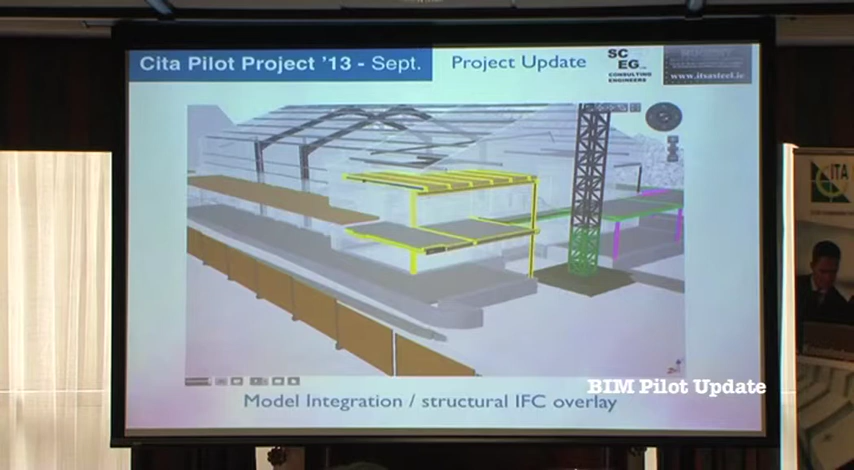 Cita Pilot Project '13 - Sept.
Project Update
SC
EG
CONSULTING
ENGINEERS
www.itsasteel.ie
CITA
BIM Pilot Update
Model Integration / structural IFC overlay